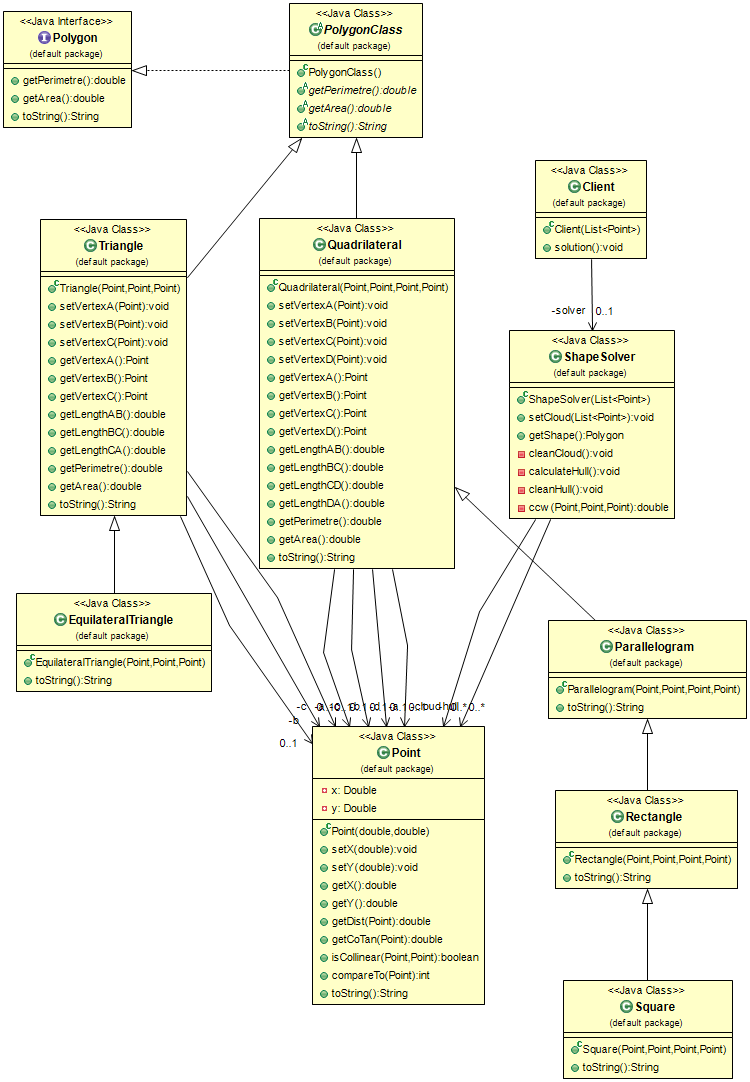 <<Java Interface>>
Polygon
(default package)
getPerimetre():double
getArea():double
toString():String
<<Java Class>>
PolygonClass
(default package)
PolygonClass()
getPerimetre():double
getArea():double
toString():String
<<Java Class>>
Client
(default package)
Client(List<Point>)
solution():void
-solver
0..1
<<Java Class>>
Triangle
(default package)
Triangle(Point,Point,Point)
setVertexA(Point):void
setVertexB(Point):void
setVertexC(Point):void
getVertexA():Point
getVertexB():Point
getVertexC():Point
getLengthAB():double
getLengthBC():double
getLengthCA():double
getPerimetre():double
getArea():double
toString():String
<<Java Class>>
Quadrilateral
(default package)
Quadrilateral(Point,Point,Point,Point)
setVertexA(Point):void
setVertexB(Point):void
setVertexC(Point):void
setVertexD(Point):void
getVertexA():Point
getVertexB():Point
getVertexC():Point
getVertexD():Point
getLengthAB():double
getLengthBC():double
getLengthCD():double
getLengthDA():double
getPerimetre():double
getArea():double
toString():String
<<Java Class>>
ShapeSolver
(default package)
ShapeSolver(List<Point>)
setCloud(List<Point>):void
getShape():Polygon
cleanCloud():void
calculateHull():void
cleanHull():void
ccw(Point,Point,Point):double
<<Java Class>>
EquilateralTriangle
(default package)
EquilateralTriangle(Point,Point,Point)
toString():String
<<Java Class>>
Parallelogram
(default package)
Parallelogram(Point,Point,Point,Point)
toString():String
-c
-b
0..1
0..*
<<Java Class>>
Point
(default package)
x: Double
y: Double
Point(double,double)
setX(double):void
setY(double):void
getX():double
getY():double
getDist(Point):double
getCoTan(Point):double
isCollinear(Point,Point):boolean
compareTo(Point):int
toString():String
<<Java Class>>
Rectangle
(default package)
Rectangle(Point,Point,Point,Point)
toString():String
<<Java Class>>
Square
(default package)
Square(Point,Point,Point,Point)
toString():String